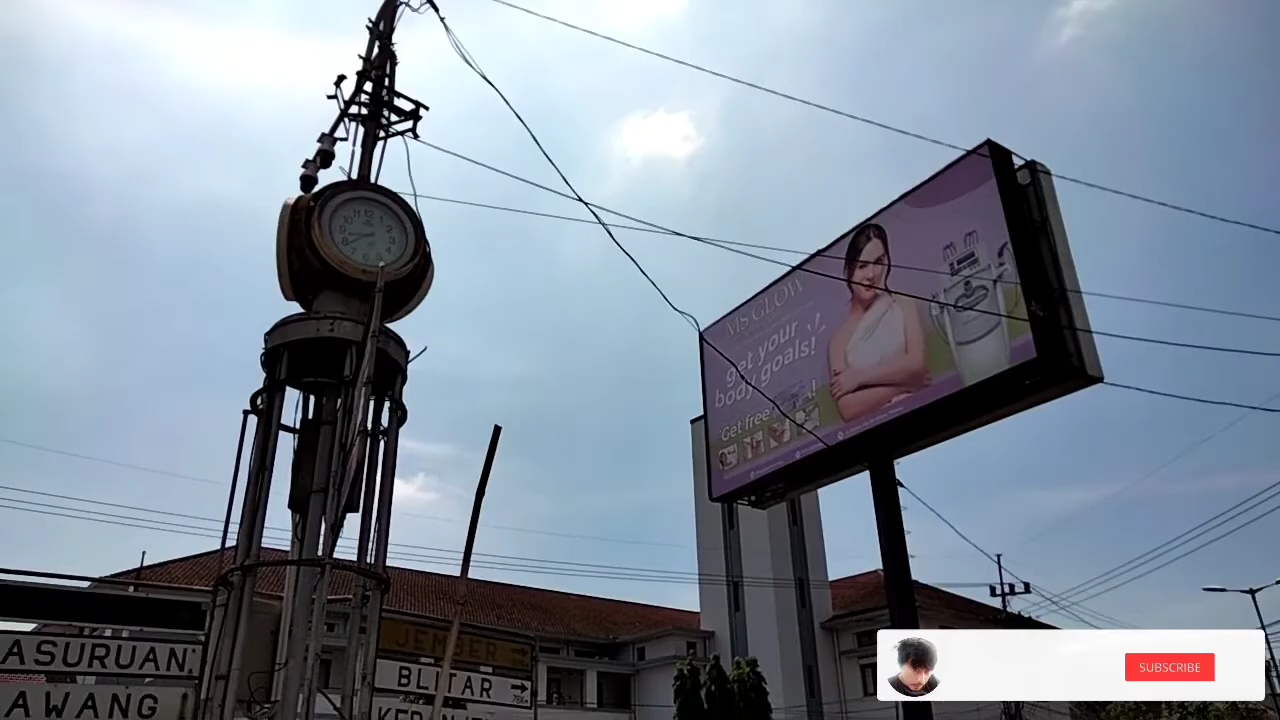 MS GLOW
get your
body goals!
Get free!
JEMBER
ASURUAN
BLITAR
AWANG
SUBSCRIBE